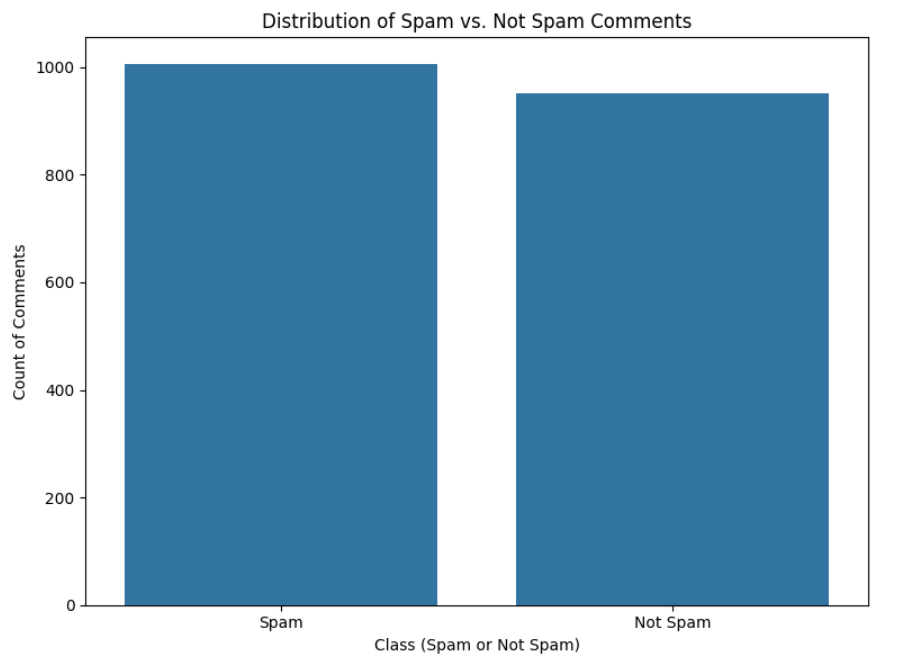 Distribution of Spam vs. Not Spam Comments
1000
800
600
400
200
0
Count of Comments
Spam
Not Spam
Class (Spam or Not Spam)